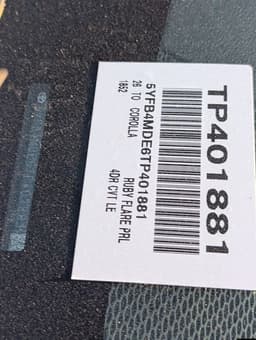 TP401881
5YFB4MDE6TP401881
26 TO COROLLA
RUBY FLARE PRL
1852
4DR CVT LE